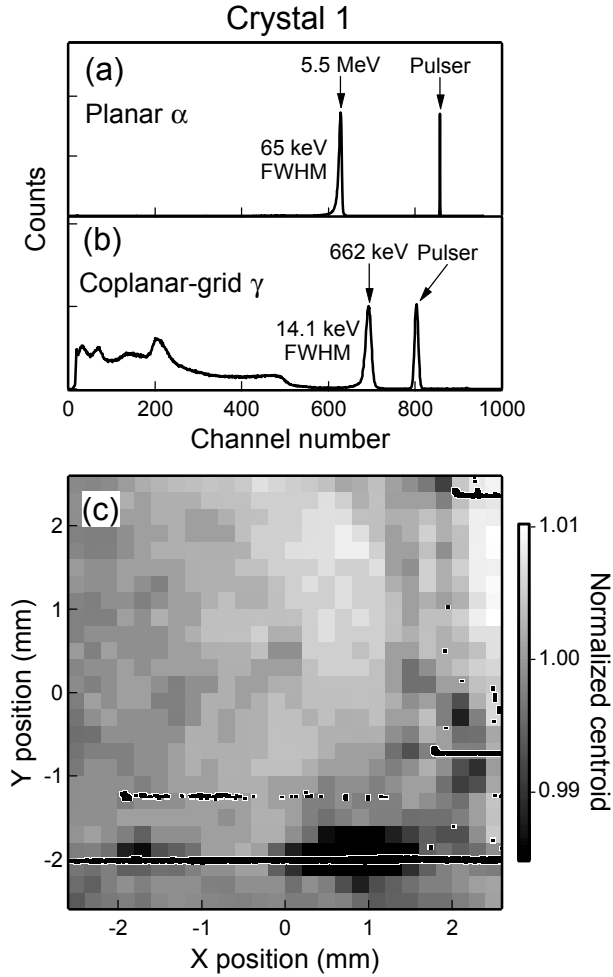 Crystal 1
(a)
5.5 MeV
Pulser
Planar α
65 keV
FWHM
Counts
(b)
662 keV
Pulser
Coplanar-grid γ
14.1 keV
FWHM
0 200 400 600 800 1000
Channel number
(c)
2
1
0
-1
-2
Y position (mm)
-2 -1 0 1 2
X position (mm)
1.01
1.00
0.99
Normalized centroid